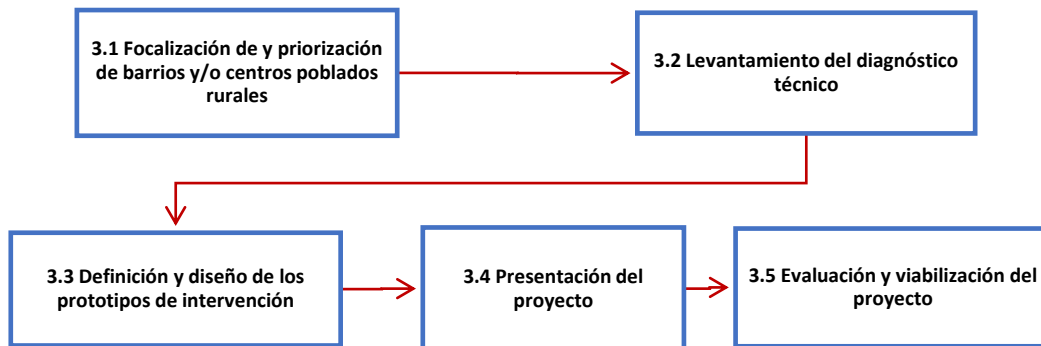 3.1 Focalización de y priorización
de barrios y/o centros poblados
rurales
3.2 Levantamiento del diagnóstico
técnico
3.3 Definición y diseño de los
prototipos de intervención
3.4 Presentación del
proyecto
3.5 Evaluación y viabilización del
proyecto